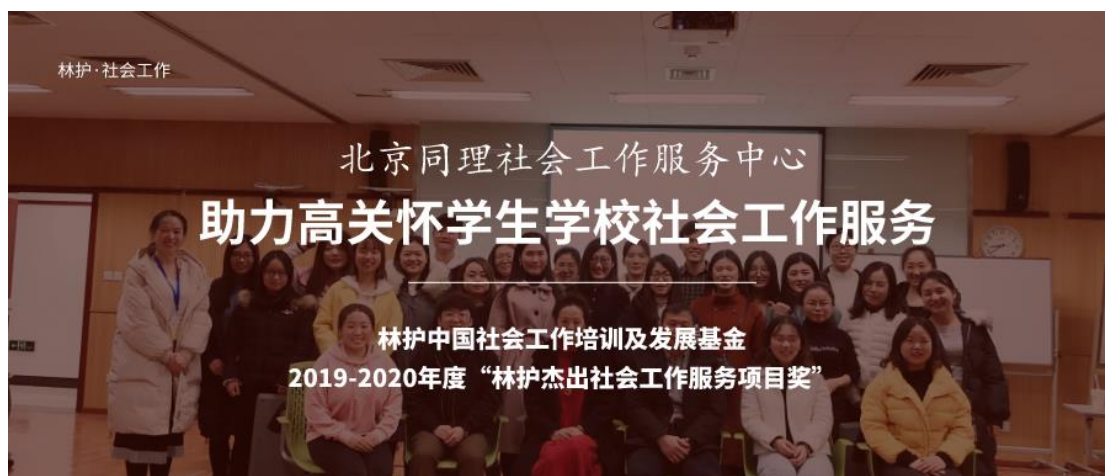 林护·社会工作
北京同理社会工作服务中心
助力高关怀学生学校社会工作服务
林护中国社会工作培训及发展基金
2019-2020年度“林护杰出社会工作服务项目奖”